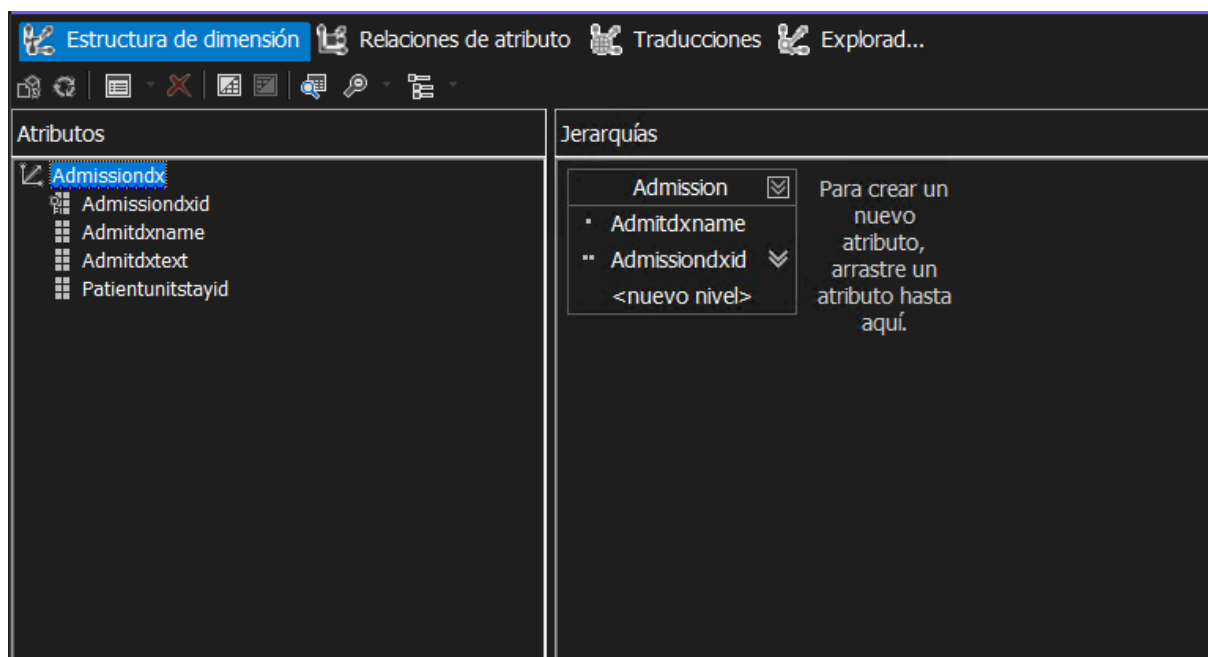 Estructura de dimensión Relaciones de atributo Traducciones Explorad...
Atributos
Admissiondx
Admissiondxid
Admitdxname
Admitdxtext
Patientunitstayid
Jerarquías
Admission
Admitdxname
Admissiondxid
<nuevo nivel>
Para crear un
nuevo
atributo,
arrastre un
atributo hasta
aquí.